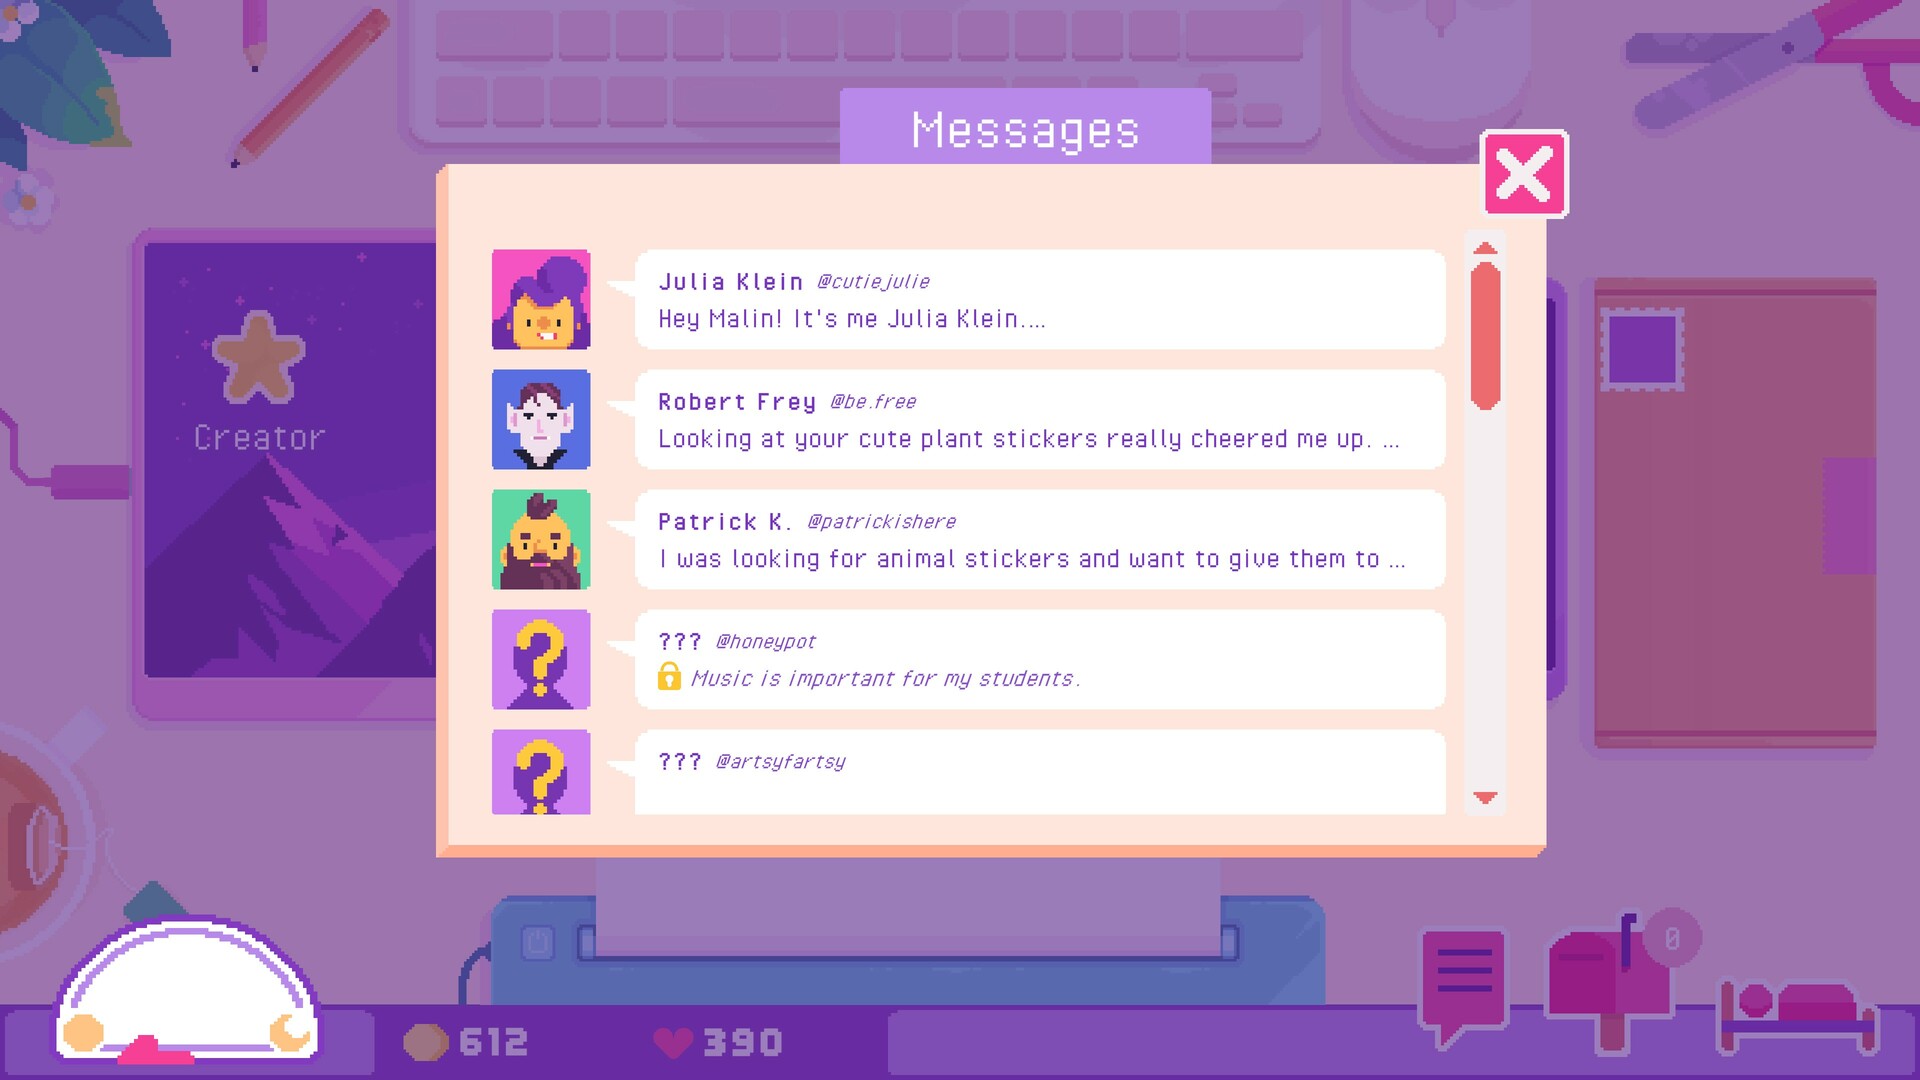 Messages
Julia Klein @cutiejulie
Hey Malin! It's me Julia Klein....
Robert Frey @be.free
Looking at your cute plant stickers really cheered me up. ...
Patrick K. @patrickishere
I was looking for animal stickers and want to give them to ...
??? @honeypot
Music is important for my students.
??? @artsyfartsy
Creator
0
612
390